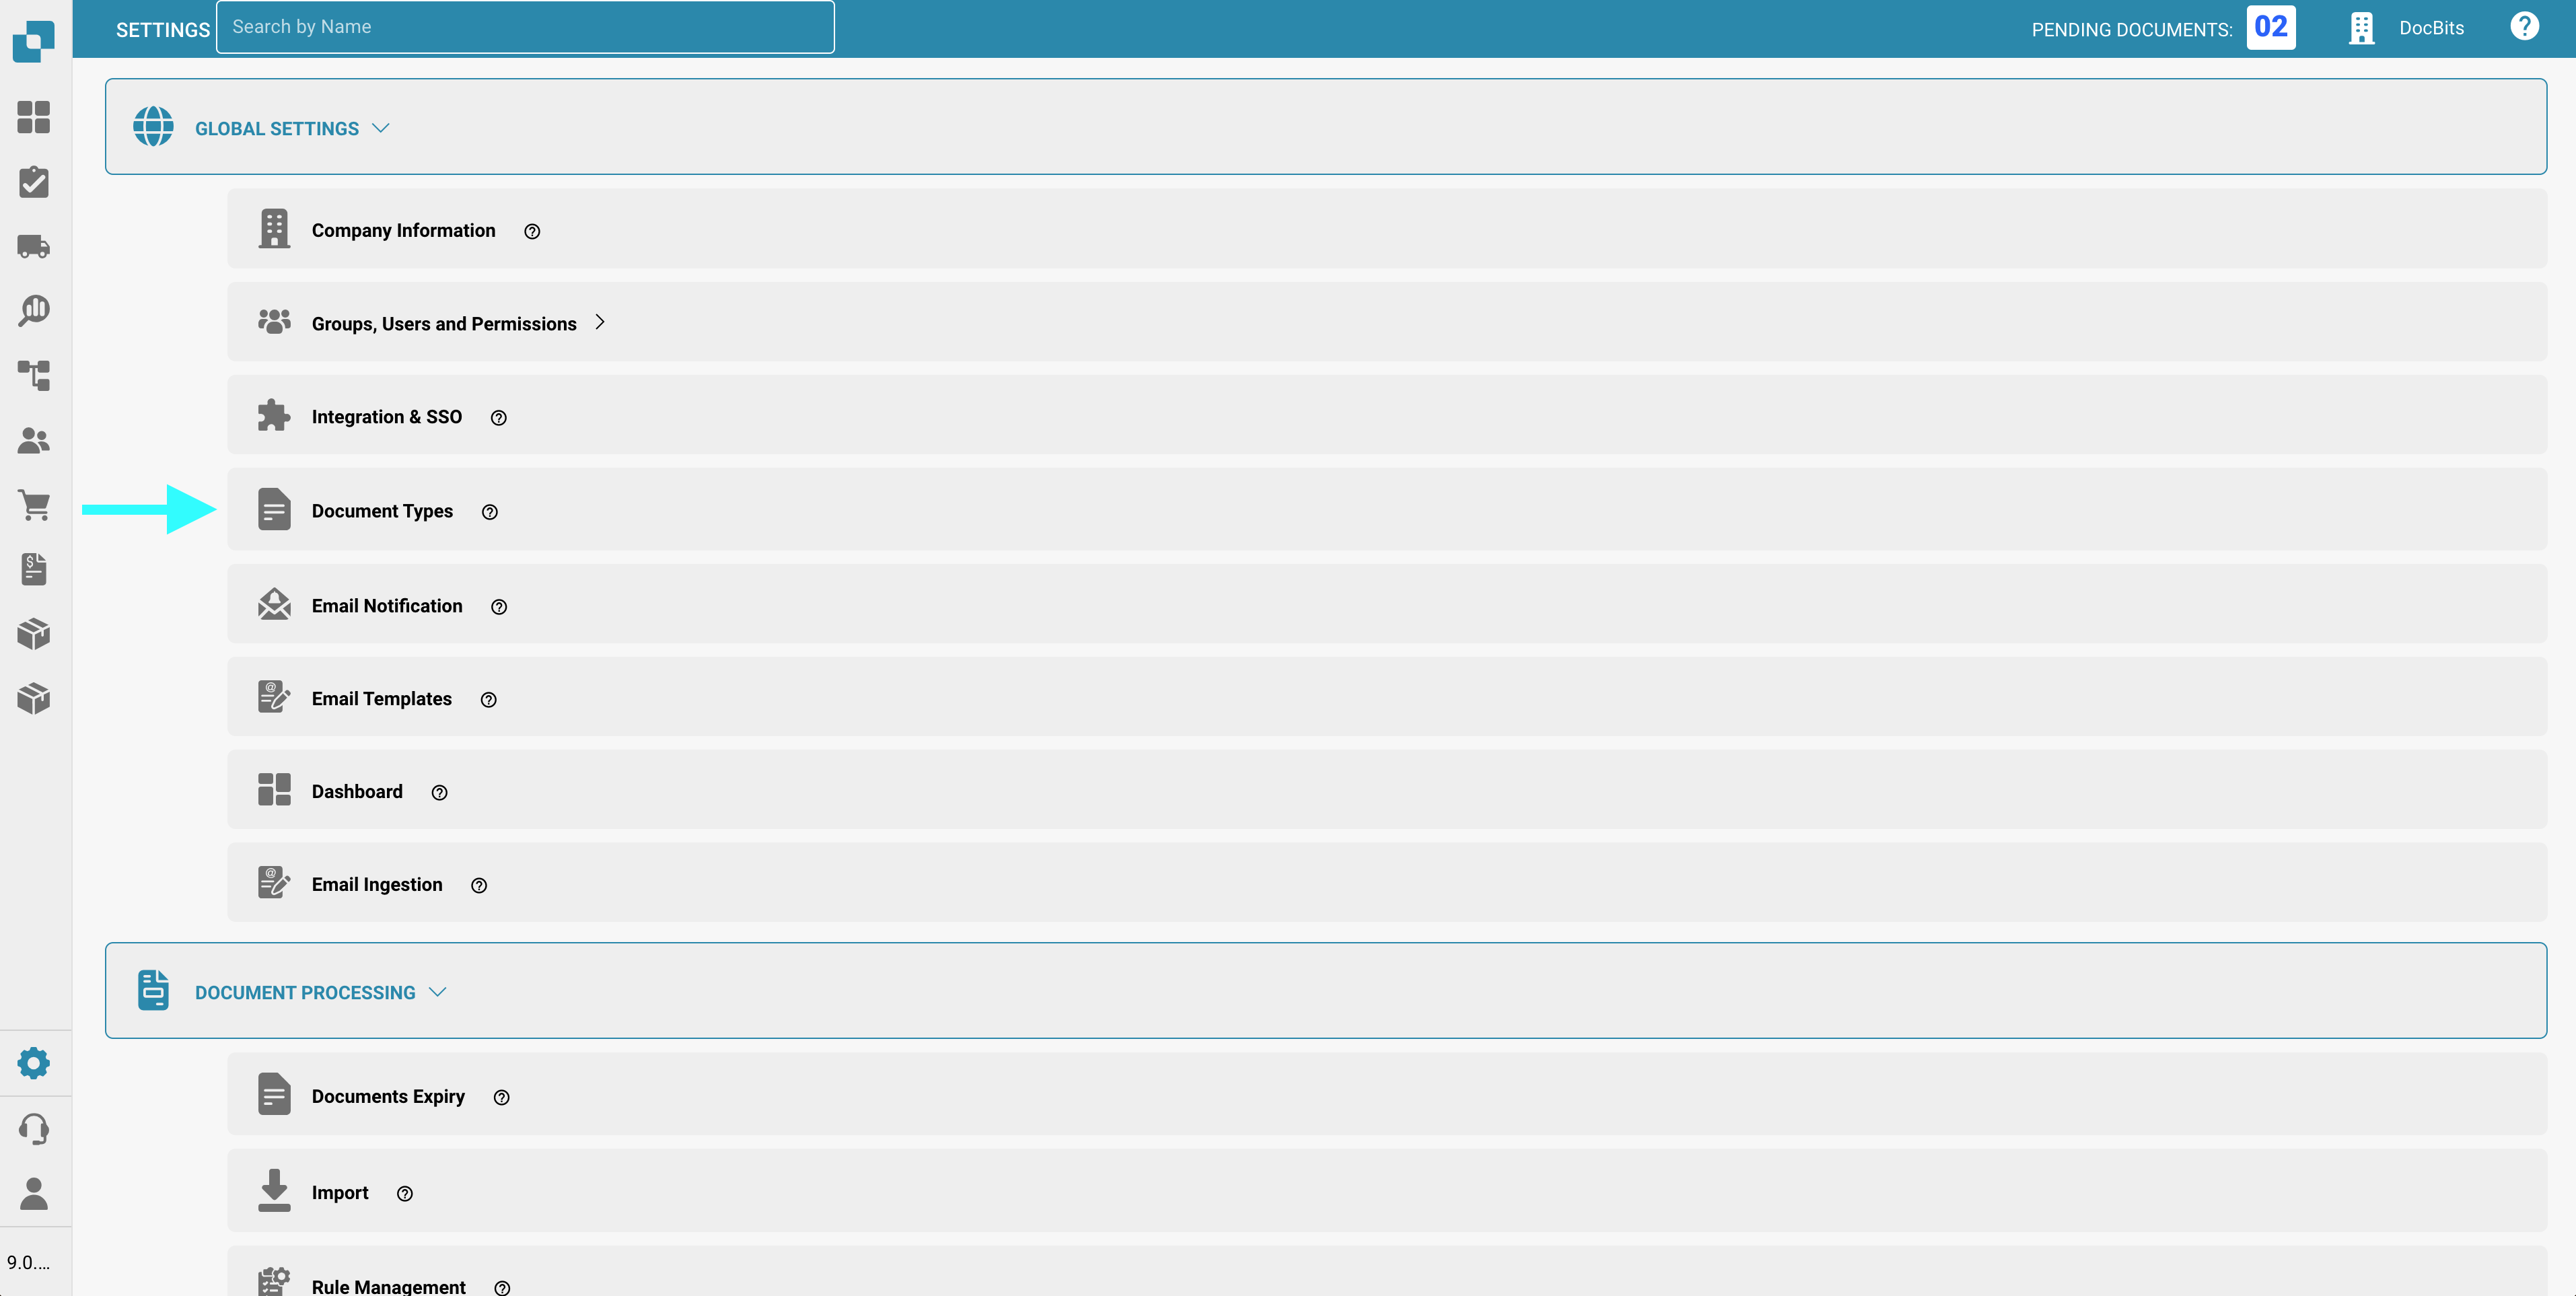 SETTINGS
Search by Name
PENDING DOCUMENTS: 02
DocBits
GLOBAL SETTINGS
Company Information
Groups, Users and Permissions
Integration & SSO
Document Types
Email Notification
Email Templates
Dashboard
Email Ingestion
DOCUMENT PROCESSING
Documents Expiry
Import
Rule Management
9.0....